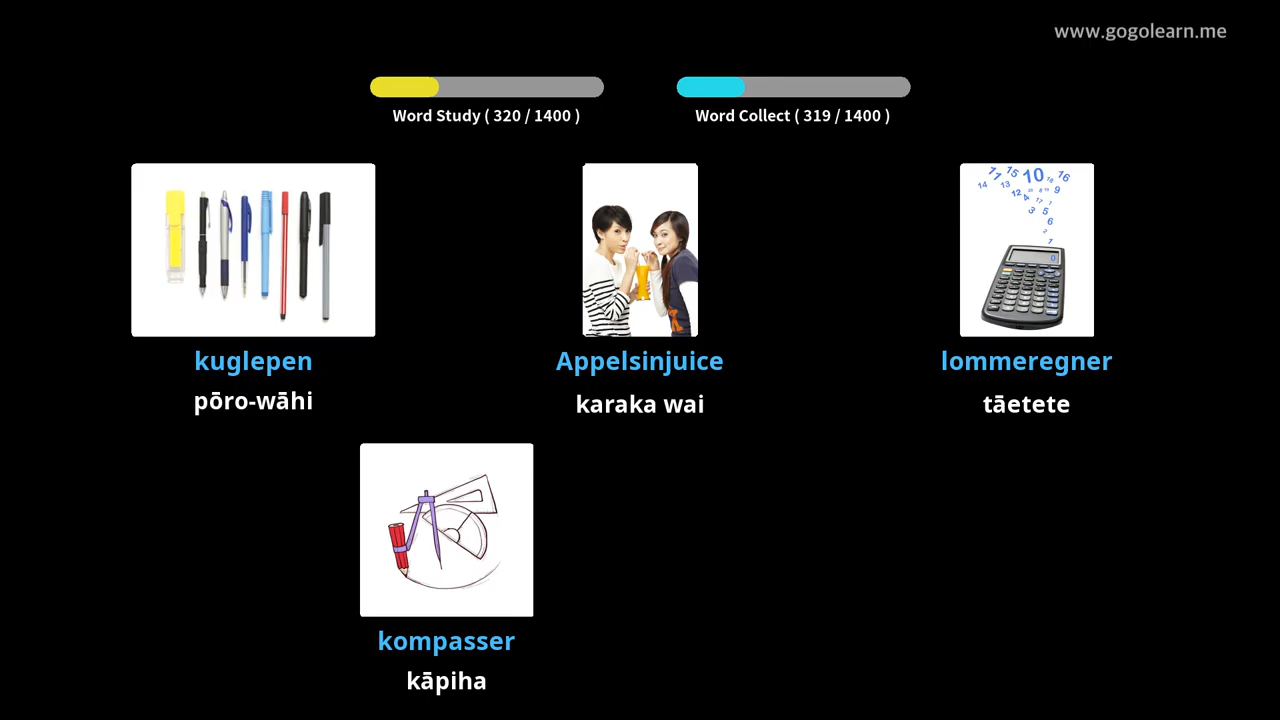 www.gogolearn.me
Word Study ( 320 / 1400 )
Word Collect ( 319 / 1400 )
kuglepen
pōro-wāhi
Appelsinjuice
karaka wai
lommeregner
tāetete
kompasser
kāpiha